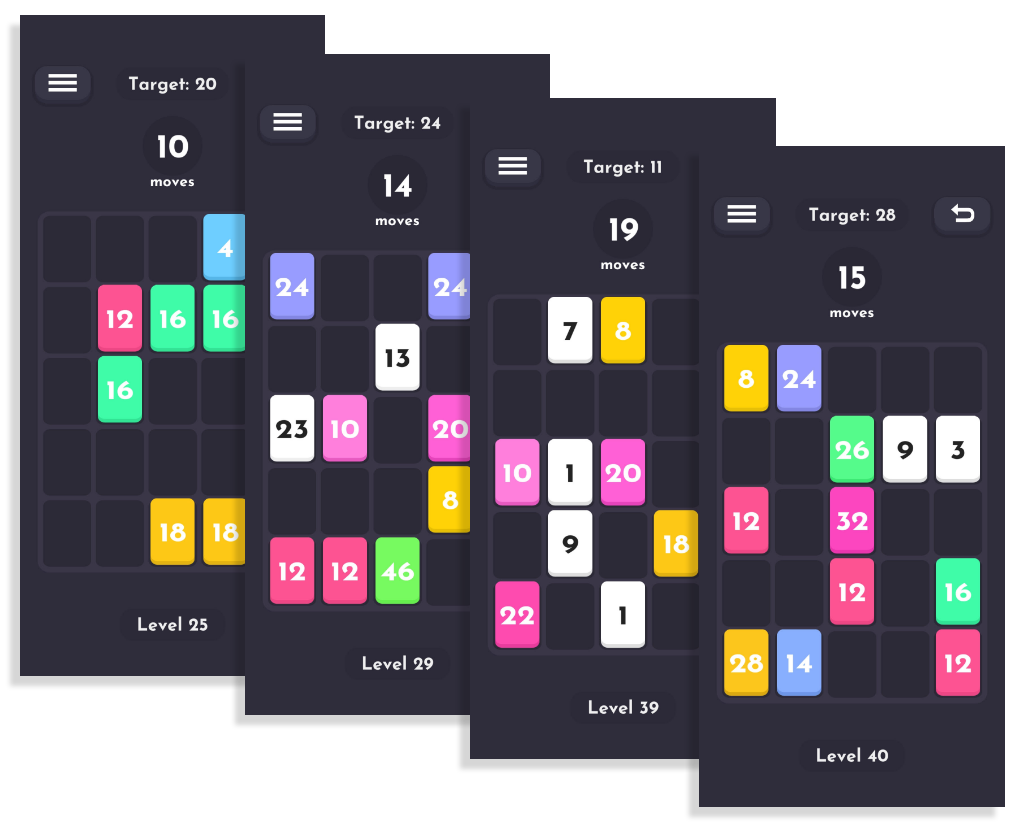 Target: 20
10
moves
4
12 16 16
16
18 18
Level 25
Target: 24
14
moves
24 24
13
23 10 20
8
12 12 46
Level 29
Target: 11
19
moves
7 8
10 1 20
9 18
22 1
Level 39
Target: 28
15
moves
8 24
26 9 3
12 32
12 16
28 14 12
Level 40